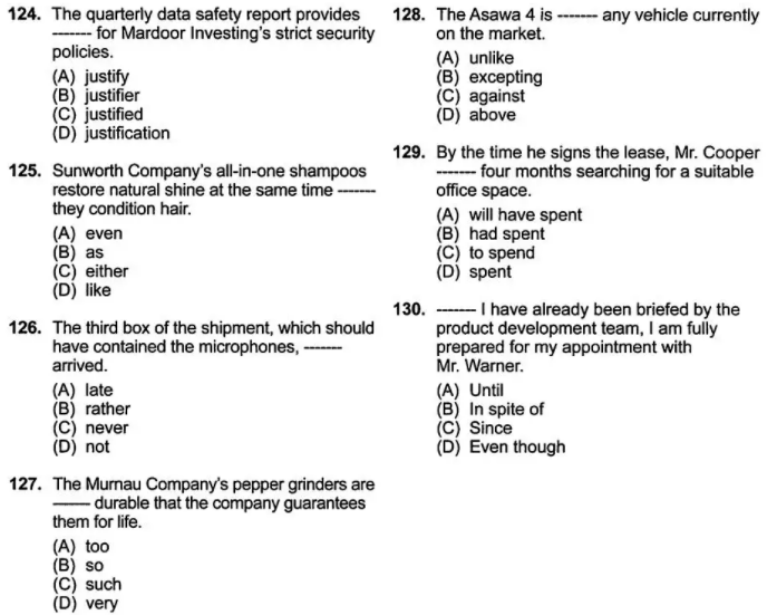 124. The quarterly data safety report provides
------- for Mardoor Investing's strict security
policies.
(A) justify
(B) justifier
(C) justified
(D) justification
125. Sunworth Company's all-in-one shampoos
restore natural shine at the same time -------
they condition hair.
(A) even
(B) as
(C) either
(D) like
126. The third box of the shipment, which should
have contained the microphones, -------
arrived.
(A) late
(B) rather
(C) never
(D) not
127. The Murnau Company's pepper grinders are
------- durable that the company guarantees
them for life.
(A) too
(B) so
(C) such
(D) very
128. The Asawa 4 is ------- any vehicle currently
on the market.
(A) unlike
(B) excepting
(C) against
(D) above
129. By the time he signs the lease, Mr. Cooper
------- four months searching for a suitable
office space.
(A) will have spent
(B) had spent
(C) to spend
(D) spent
130. ------- I have already been briefed by the
product development team, I am fully
prepared for my appointment with
Mr. Warner.
(A) Until
(B) In spite of
(C) Since
(D) Even though